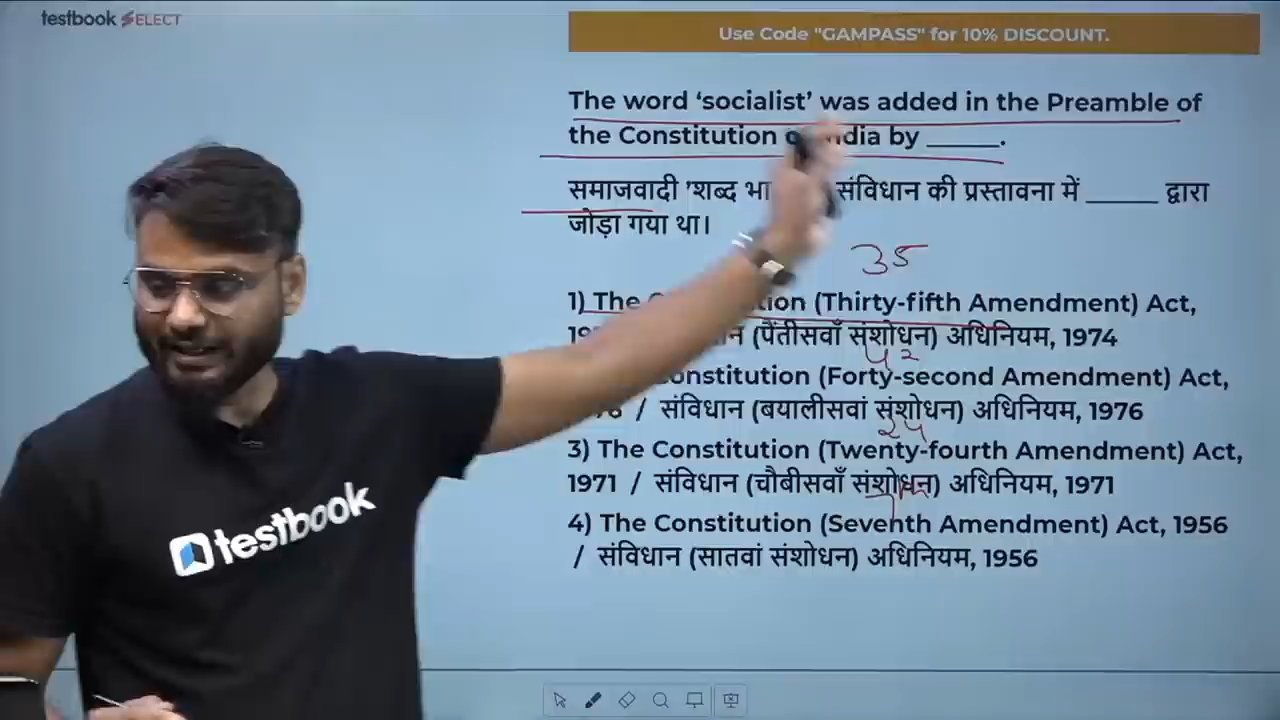 testbook SELECT
Use Code "GAMPASS" for 10% DISCOUNT.
The word ‘socialist’ was added in the Preamble of
the Constitution by _____.
समाजवादी ’शब्द संविधान की प्रस्तावना में _____ द्वारा
जोड़ा गया था।
35
1) The (Thirty-fifth Amendment) Act,
(पैंतीसवाँ संशोधन) अधिनियम, 1974
42
Constitution (Forty-second Amendment) Act,
/ संविधान (बयालीसवां संशोधन) अधिनियम, 1976
24
3) The Constitution (Twenty-fourth Amendment) Act,
1971 / संविधान (चौबीसवाँ संशोधन) अधिनियम, 1971
4) The Constitution (Seventh Amendment) Act, 1956
/ संविधान (सातवां संशोधन) अधिनियम, 1956
testbook